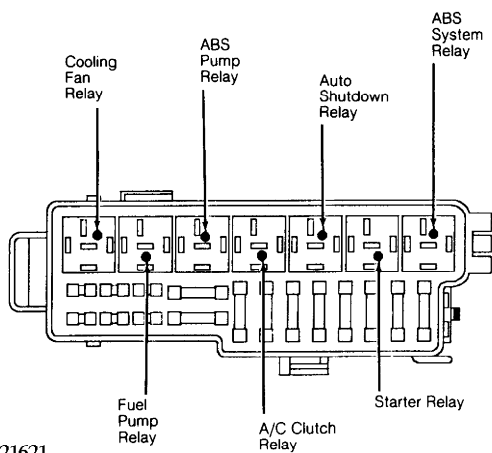 ABS
System
Relay
ABS
Pump
Relay
Cooling
Fan
Relay
Auto
Shutdown
Relay
Fuel
Pump
Relay
A/C Clutch
Relay
Starter Relay
21621